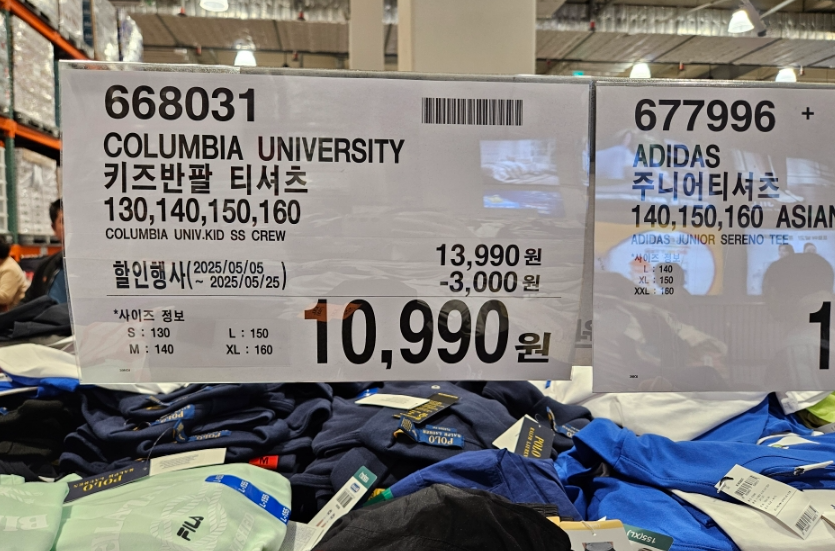 668031
COLUMBIA UNIVERSITY
키즈반팔 티셔츠
130,140,150,160
COLUMBIA UNIV.KID SS CREW
13,990원
할인행사(2025/05/05
~ 2025/05/25)
-3,000원
*사이즈 정보
S : 130 L : 150
M : 140 XL : 160
10,990원
677996 +
ADIDAS
주니어티셔츠
140,150,160 ASIAN
ADIDAS JUNIOR SERENO TEE
*사이즈 정보
L : 140
XL : 150
XXL : 160
1
POLO
POLO
POLO
POLO
FILA